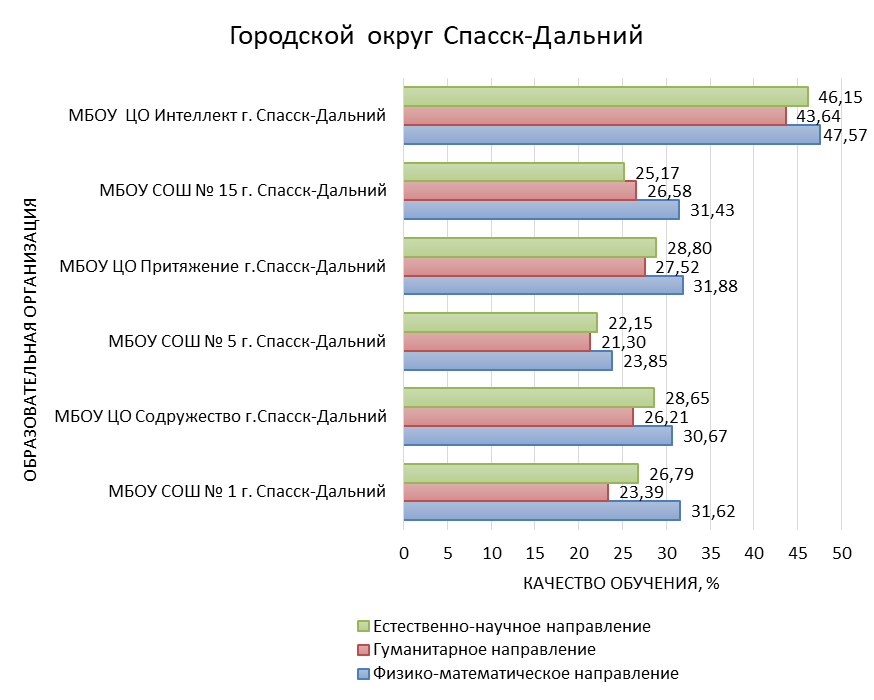 Городской округ Спасск-Дальний
ОБРАЗОВАТЕЛЬНАЯ ОРГАНИЗАЦИЯ
МБОУ ЦО Интеллект г. Спасск-Дальний
46,15
43,64
47,57
МБОУ СОШ № 15 г. Спасск-Дальний
25,17
26,58
31,43
МБОУ ЦО Притяжение г.Спасск-Дальний
28,80
27,52
31,88
МБОУ СОШ № 5 г. Спасск-Дальний
22,15
21,30
23,85
МБОУ ЦО Содружество г.Спасск-Дальний
28,65
26,21
30,67
МБОУ СОШ № 1 г. Спасск-Дальний
26,79
23,39
31,62
0 5 10 15 20 25 30 35 40 45 50
КАЧЕСТВО ОБУЧЕНИЯ, %
Естественно-научное направление
Гуманитарное направление
Физико-математическое направление